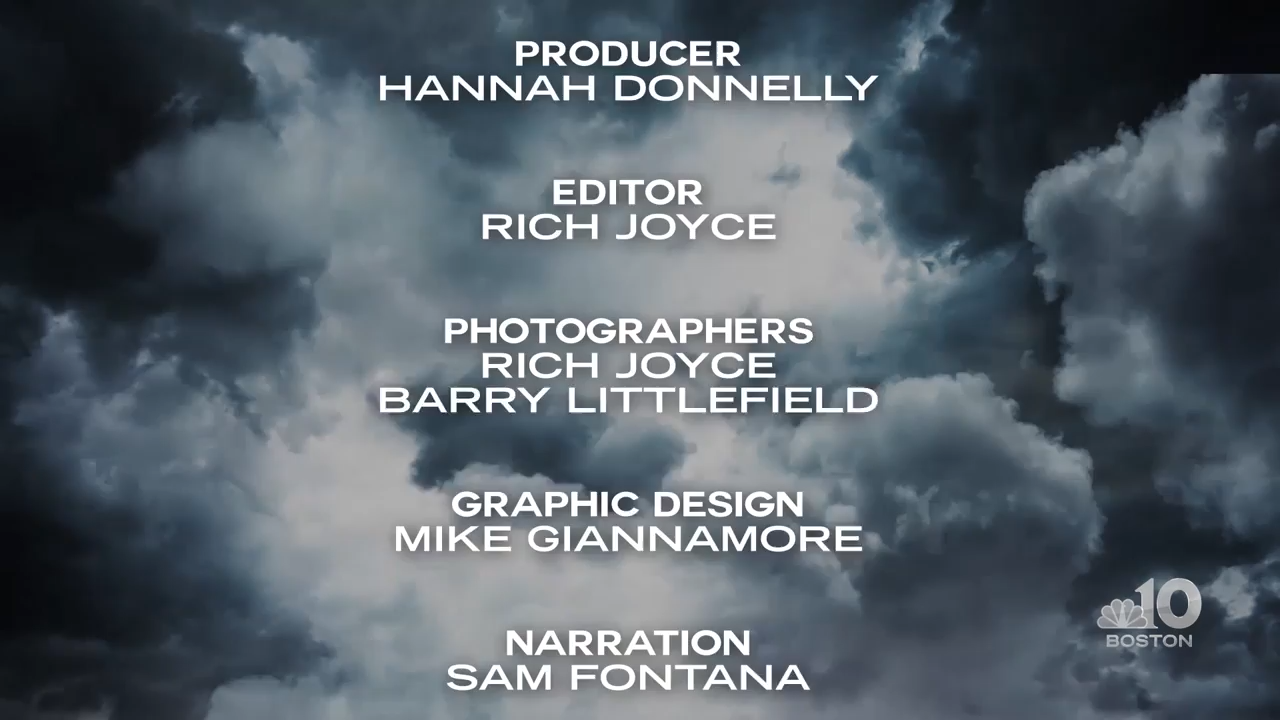 PRODUCER
HANNAH DONNELLY
EDITOR
RICH JOYCE
PHOTOGRAPHERS
RICH JOYCE
BARRY LITTLEFIELD
GRAPHIC DESIGN
MIKE GIANNAMORE
NARRATION
SAM FONTANA
10
BOSTON